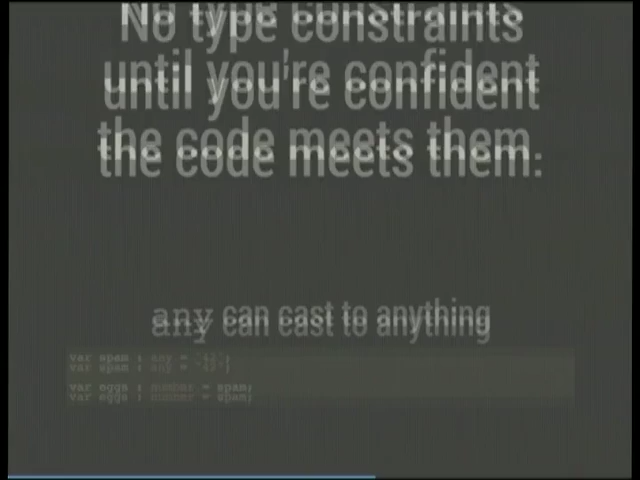 No type constraints
until you're confident
the code meets them:
any can cast to anything
var spam : any = "42";
var eggs : number = spam;